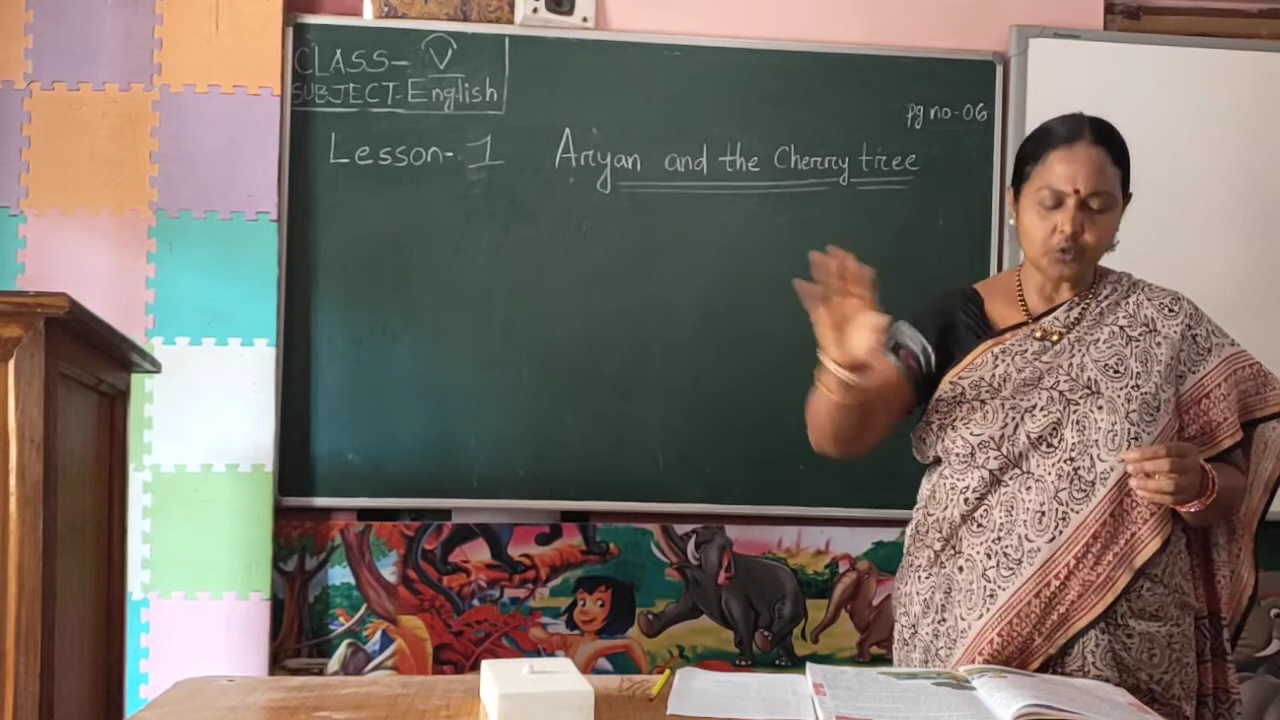 CLASS- V
SUBJECT- English
pg no-06
Lesson- 1 Ariyan and the Cherry tree